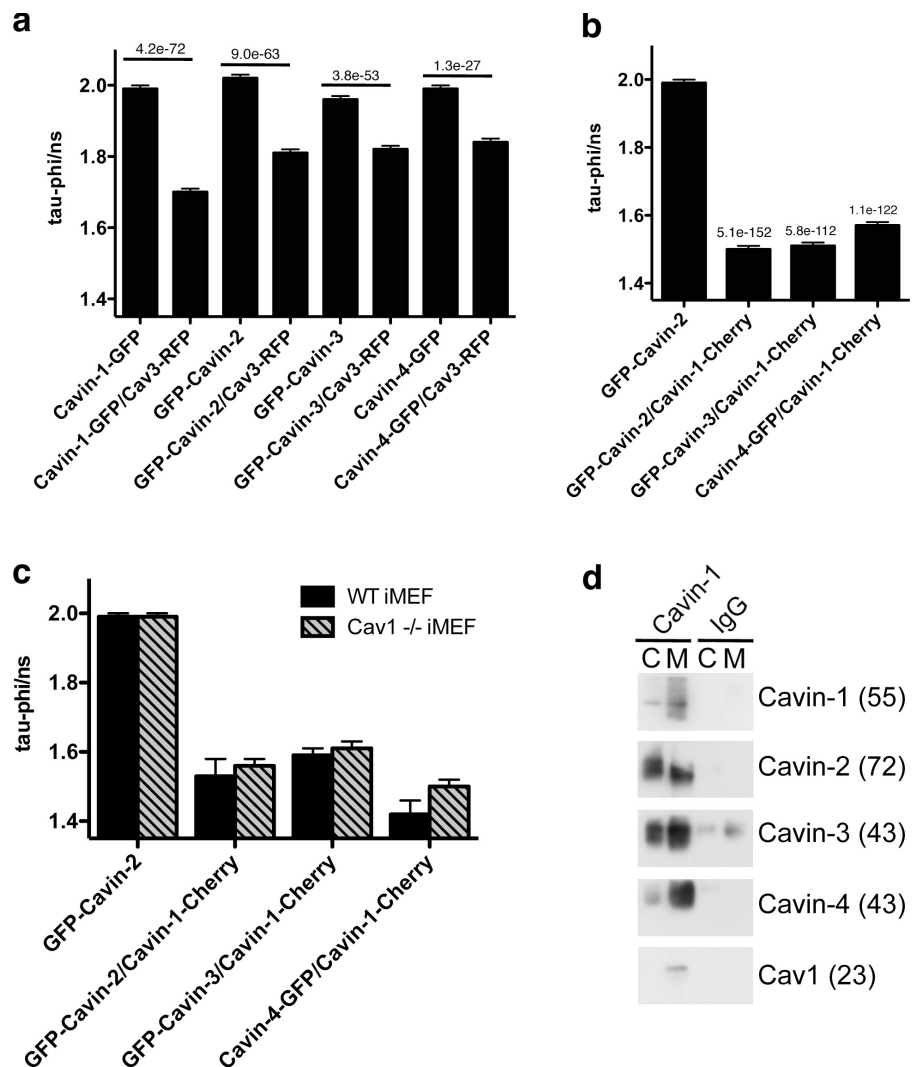 a
4.2e-72
9.0e-63
3.8e-53
1.3e-27
2.0
1.8
1.6
1.4
tau-phi/ns
Cavin-1-GFP
Cavin-1-GFP/Cav3-RFP
GFP-Cavin-2
GFP-Cavin-2/Cav3-RFP
GFP-Cavin-3
GFP-Cavin-3/Cav3-RFP
Cavin-4-GFP
Cavin-4-GFP/Cav3-RFP
b
5.1e-152
5.8e-112
1.1e-122
2.0
1.8
1.6
1.4
tau-phi/ns
GFP-Cavin-2
GFP-Cavin-2/Cavin-1-Cherry
GFP-Cavin-3/Cavin-1-Cherry
Cavin-4-GFP/Cavin-1-Cherry
c
WT iMEF
Cav1 -/- iMEF
2.0
1.8
1.6
1.4
tau-phi/ns
GFP-Cavin-2
GFP-Cavin-2/Cavin-1-Cherry
GFP-Cavin-3/Cavin-1-Cherry
Cavin-4-GFP/Cavin-1-Cherry
d
Cavin-1 IgG
C M C M
Cavin-1 (55)
Cavin-2 (72)
Cavin-3 (43)
Cavin-4 (43)
Cav1 (23)